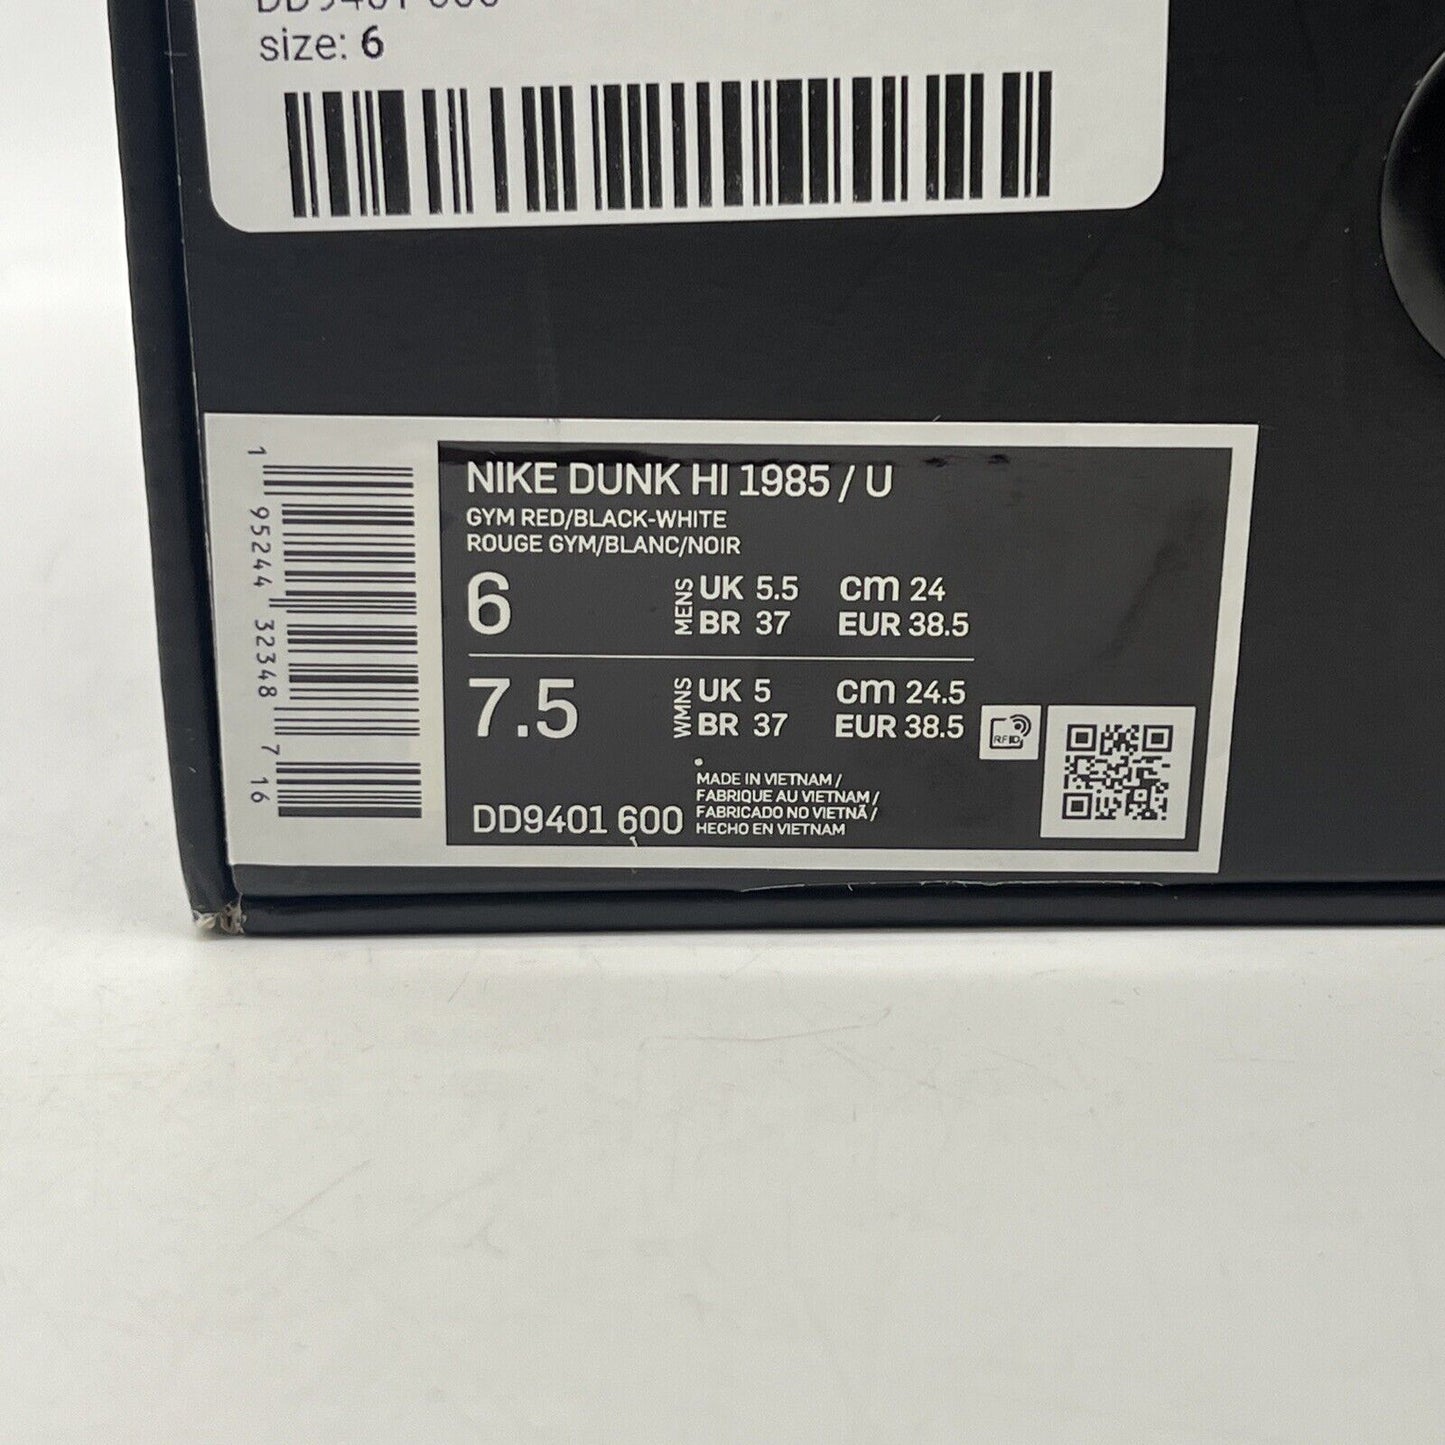 DD9401 600
size: 6
NIKE DUNK HI 1985 / U
GYM RED/BLACK-WHITE
ROUGE GYM/BLANC/NOIR
6 MENS UK 5.5 cm 24
BR 37 EUR 38.5
7.5 WMNS UK 5 cm 24.5
BR 37 EUR 38.5
RFID
MADE IN VIETNAM /
FABRIQUE AU VIETNAM /
FABRICADO NO VIETNÃ /
HECHO EN VIETNAM
DD9401 600
1 95244 32348 7 16